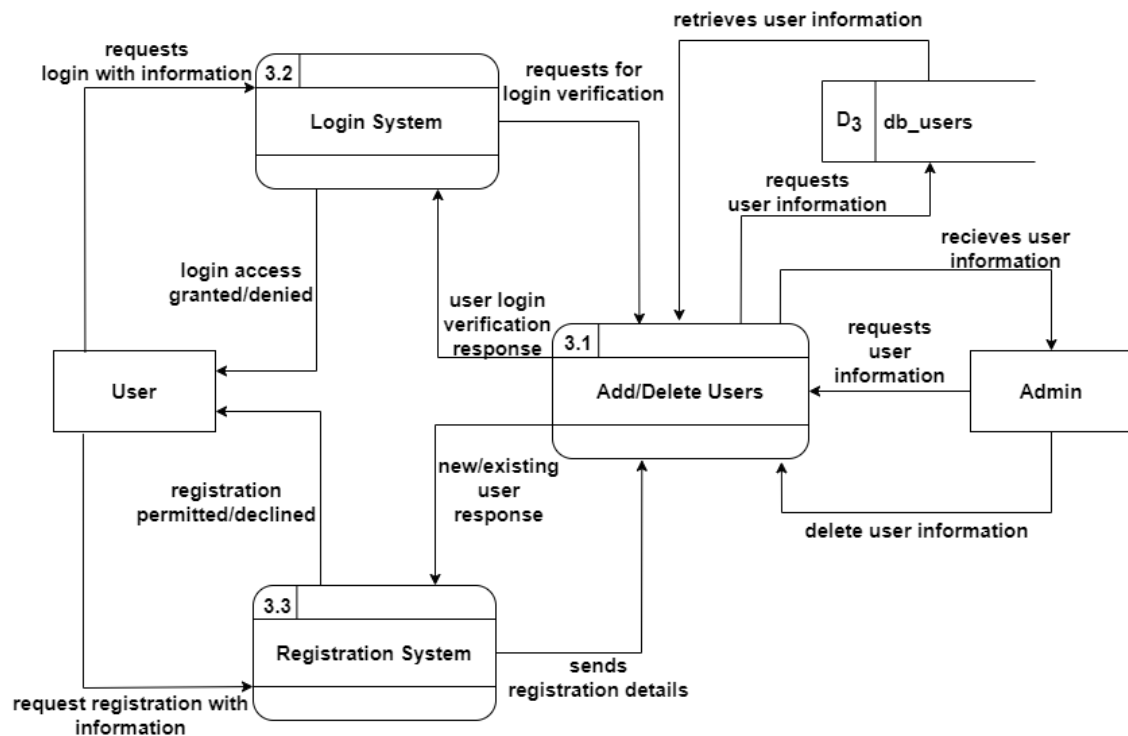 retrieves user information
requests
login with information
3.2
Login System
requests for
login verification
D3
db_users
requests
user information
recieves user
information
login access
granted/denied
user login
verification
response
3.1
Add/Delete Users
requests
user
information
User
Admin
registration
permitted/declined
new/existing
user
response
delete user information
3.3
Registration System
sends
registration details
request registration with
information